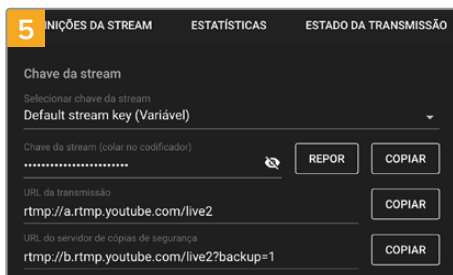 5
INIÇÕES DA STREAM ESTATÍSTICAS ESTADO DA TRANSMISSÃO
Chave da stream
Selecionar chave da stream
Default stream key (Variável)
Chave da stream (colar no codificador)
•••••••••••••••••••••••• REPOR COPIAR
URL da transmissão
rtmp://a.rtmp.youtube.com/live2 COPIAR
URL do servidor de cópias de segurança
rtmp://b.rtmp.youtube.com/live2?backup=1 COPIAR